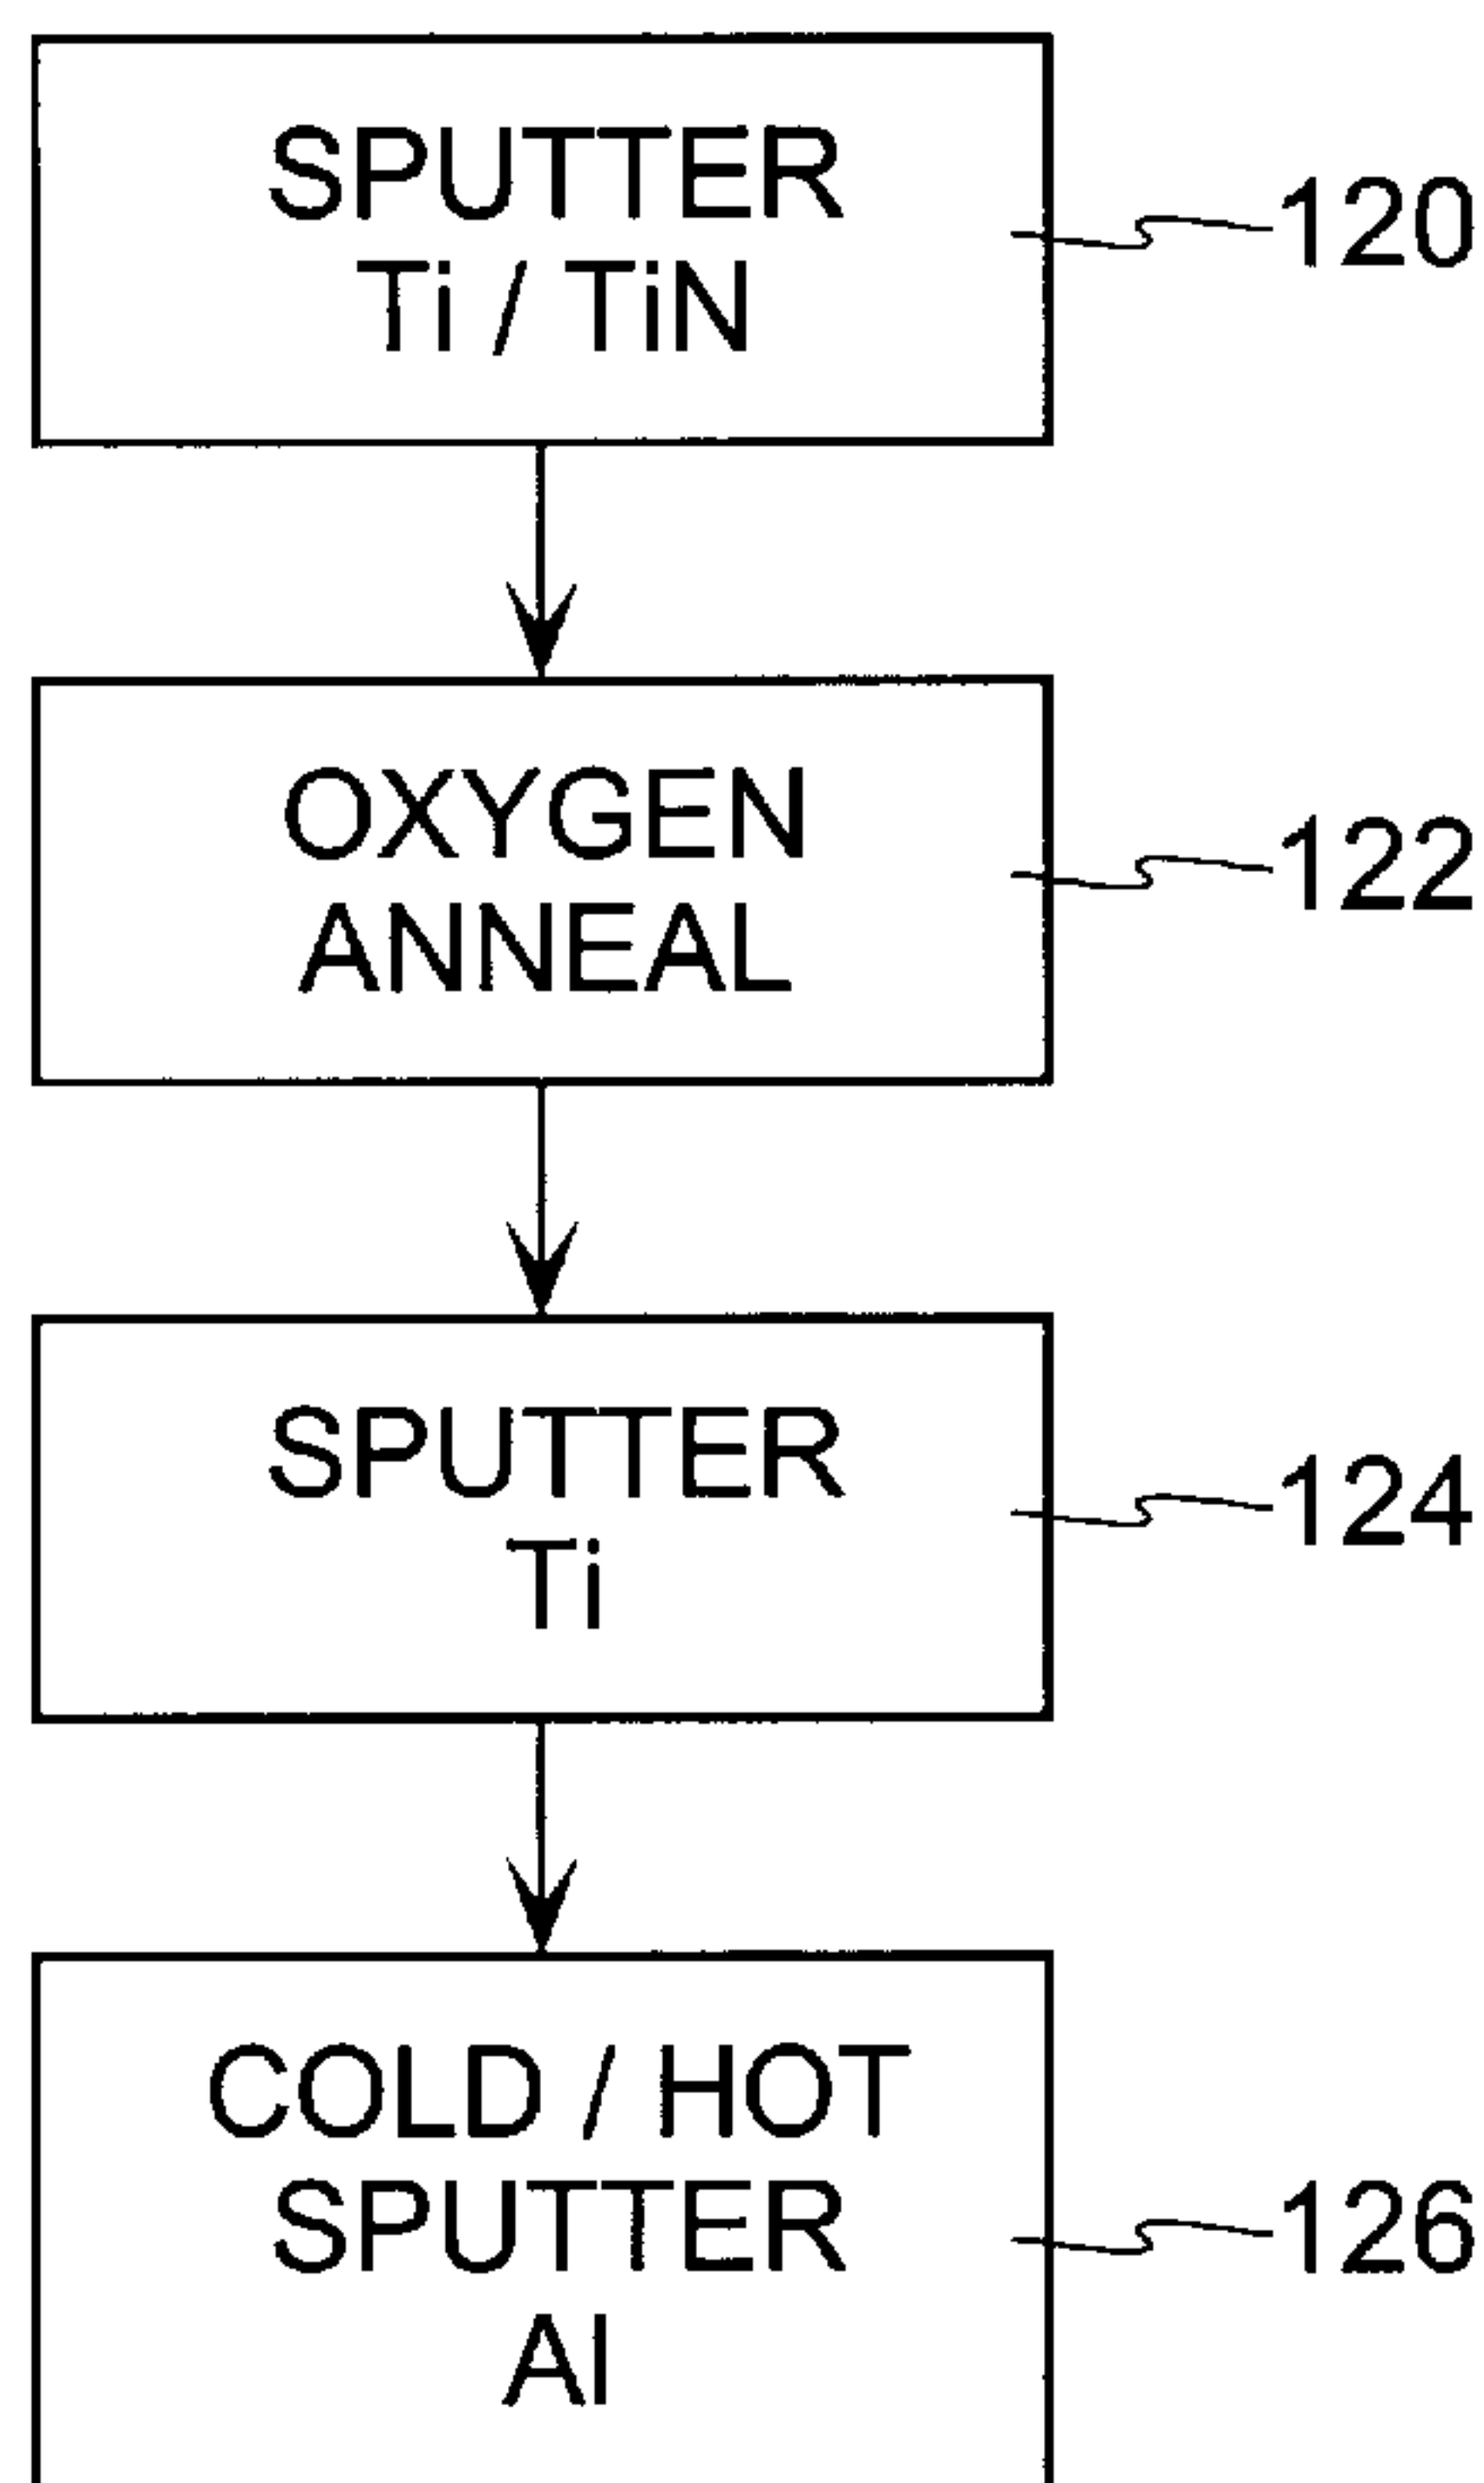 SPUTTER
Ti / TiN
120
OXYGEN
ANNEAL
122
SPUTTER
Ti
124
COLD / HOT
SPUTTER
Al
126